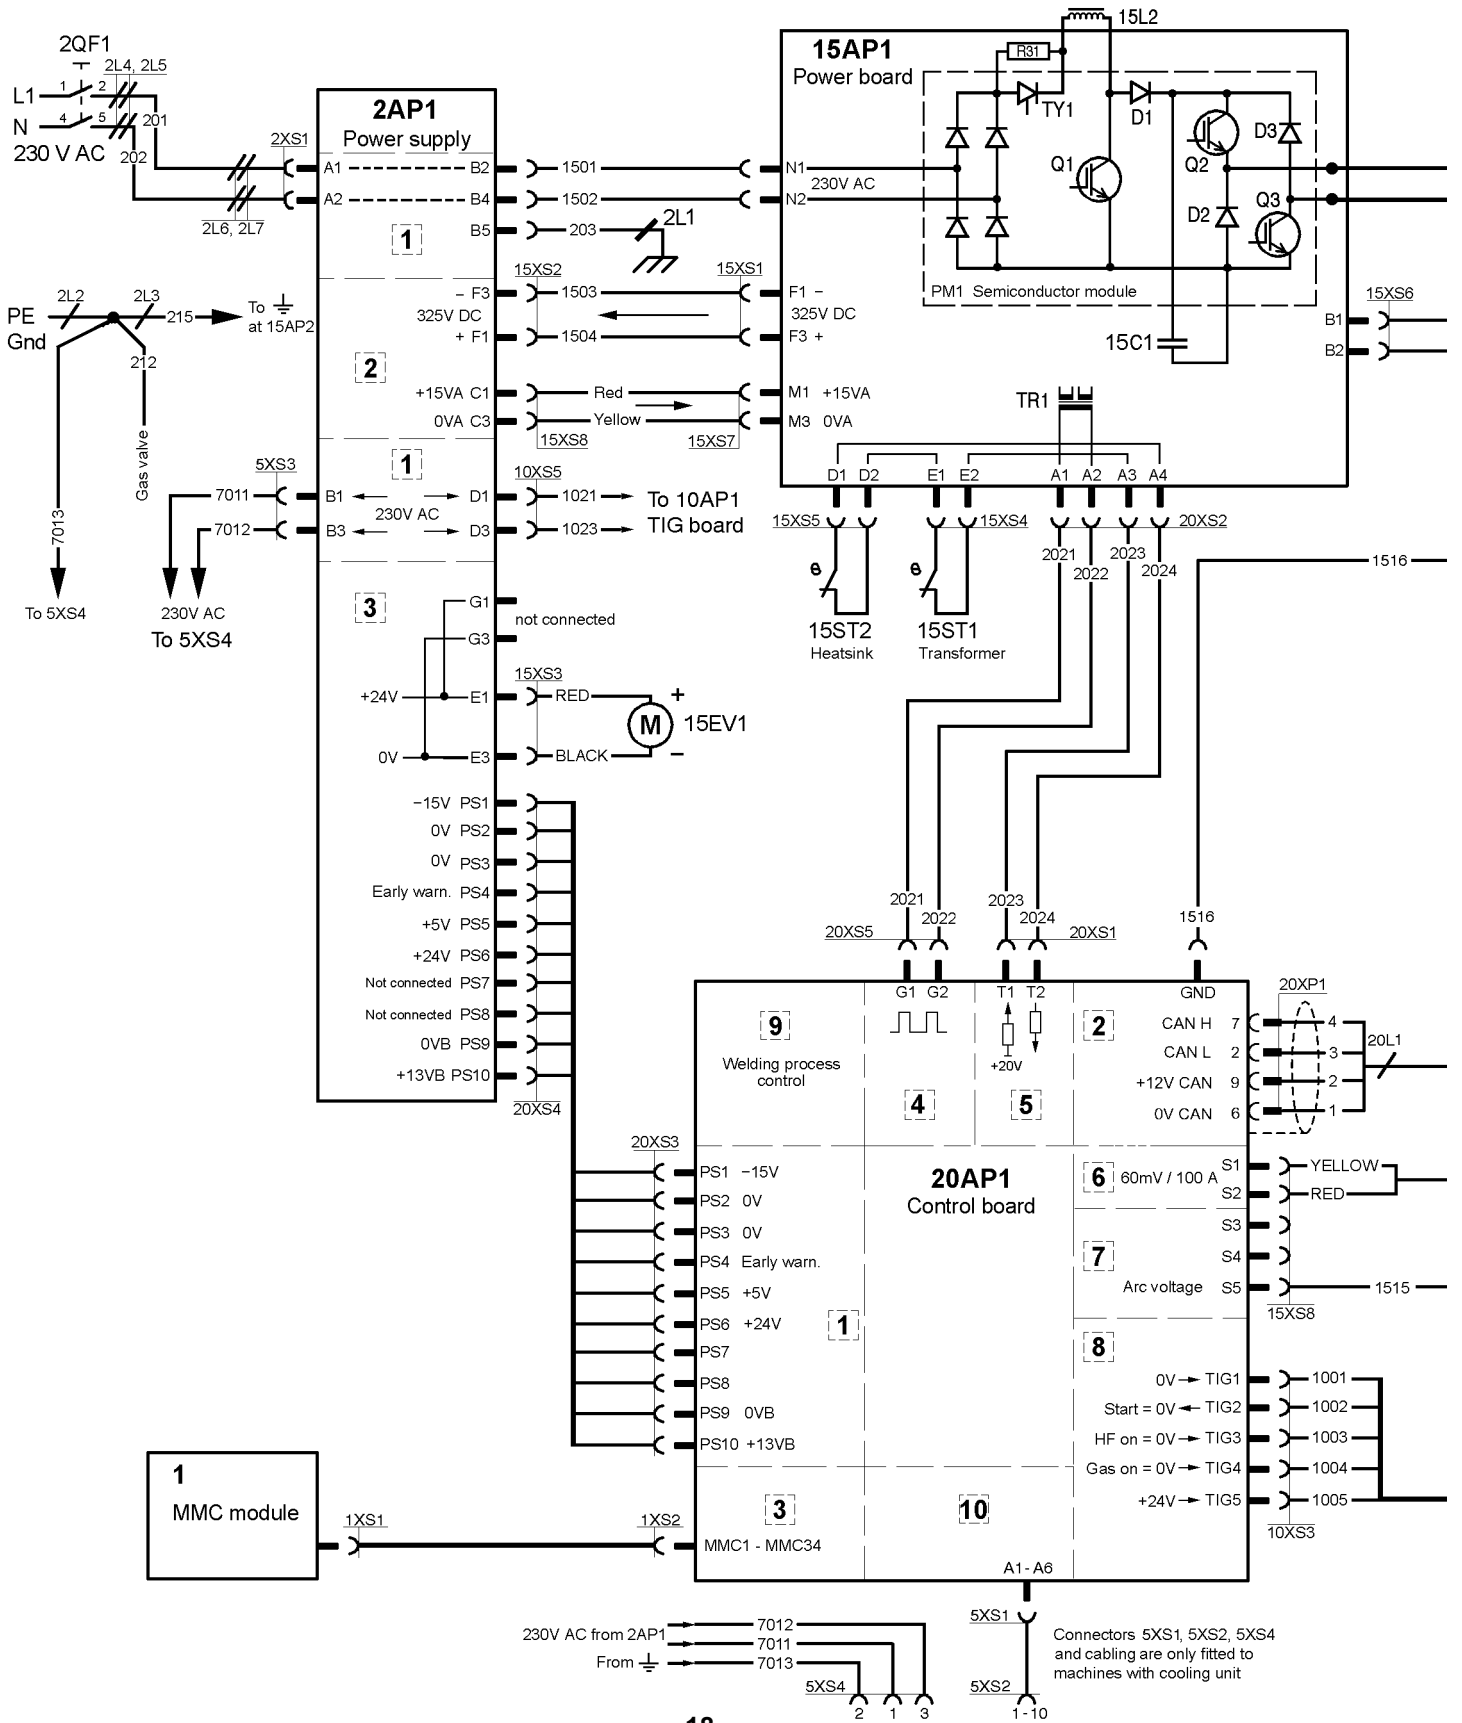 2QF1
2L4, 2L5
L1
1
2
N
4
5
201
202
230 V AC
2XS1
2L6, 2L7
2AP1
Power supply
A1
B2
A2
B4
B5
1
1501
1502
203
2L1
15AP1
Power board
15L2
R31
TY1
D1
Q1
Q2
D3
D2
Q3
N1
230V AC
N2
PM1 Semiconductor module
15C1
TR1
15XS6
B1
B2
PE
Gnd
2L2
2L3
215
To
at 15AP2
212
Gas valve
7013
To 5XS4
15XS2
15XS1
– F3
1503
F1 –
325V DC
325V DC
+ F1
1504
F3 +
2
+15VA C1
Red
M1 +15VA
0VA C3
Yellow
M3 0VA
15XS8
15XS7
1
5XS3
10XS5
7011
B1
D1
1021
230V AC
7012
B3
D3
1023
To 10AP1
TIG board
230V AC
To 5XS4
D1
D2
E1
E2
A1
A2
A3
A4
15XS5
15XS4
20XS2
2021
2022
2023
2024
1516
15ST2
Heatsink
15ST1
Transformer
3
G1
not connected
G3
15XS3
+24V
E1
RED
+
M
15EV1
0V
E3
BLACK
–
−15V PS1
0V PS2
0V PS3
Early warn. PS4
+5V PS5
+24V PS6
Not connected PS7
Not connected PS8
0VB PS9
+13VB PS10
20XS4
2021
2022
2023
2024
1516
20XS5
20XS1
G1
G2
T1
T2
GND
20XP1
9
Welding process
control
+20V
4
5
2
CAN H 7
4
CAN L 2
3
20L1
+12V CAN 9
2
0V CAN 6
1
20XS3
20AP1
Control board
6
60mV / 100 A
S1
YELLOW
S2
RED
S3
7
S4
Arc voltage
S5
1515
15XS8
PS1 −15V
PS2 0V
PS3 0V
PS4 Early warn.
PS5 +5V
PS6 +24V
PS7
PS8
PS9 0VB
PS10 +13VB
1
8
0V
TIG1
1001
Start = 0V
TIG2
1002
HF on = 0V
TIG3
1003
Gas on = 0V
TIG4
1004
+24V
TIG5
1005
10XS3
1
MMC module
1XS1
1XS2
3
MMC1 - MMC34
10
A1- A6
230V AC from 2AP1
7012
7011
From
7013
5XS4
2
1
3
5XS1
5XS2
1-10
Connectors 5XS1, 5XS2, 5XS4
and cabling are only fitted to
machines with cooling unit